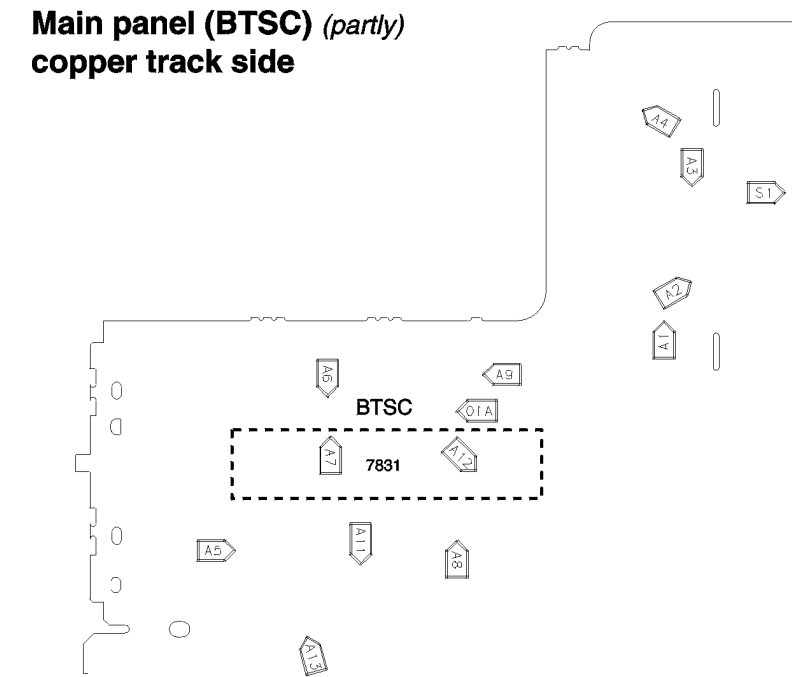 Main panel (BTSC) (partly)
copper track side
A4
A3
S1
A2
A1
A6
A9
BTSC
A10
A7
7831
A12
A5
A11
A8
A13